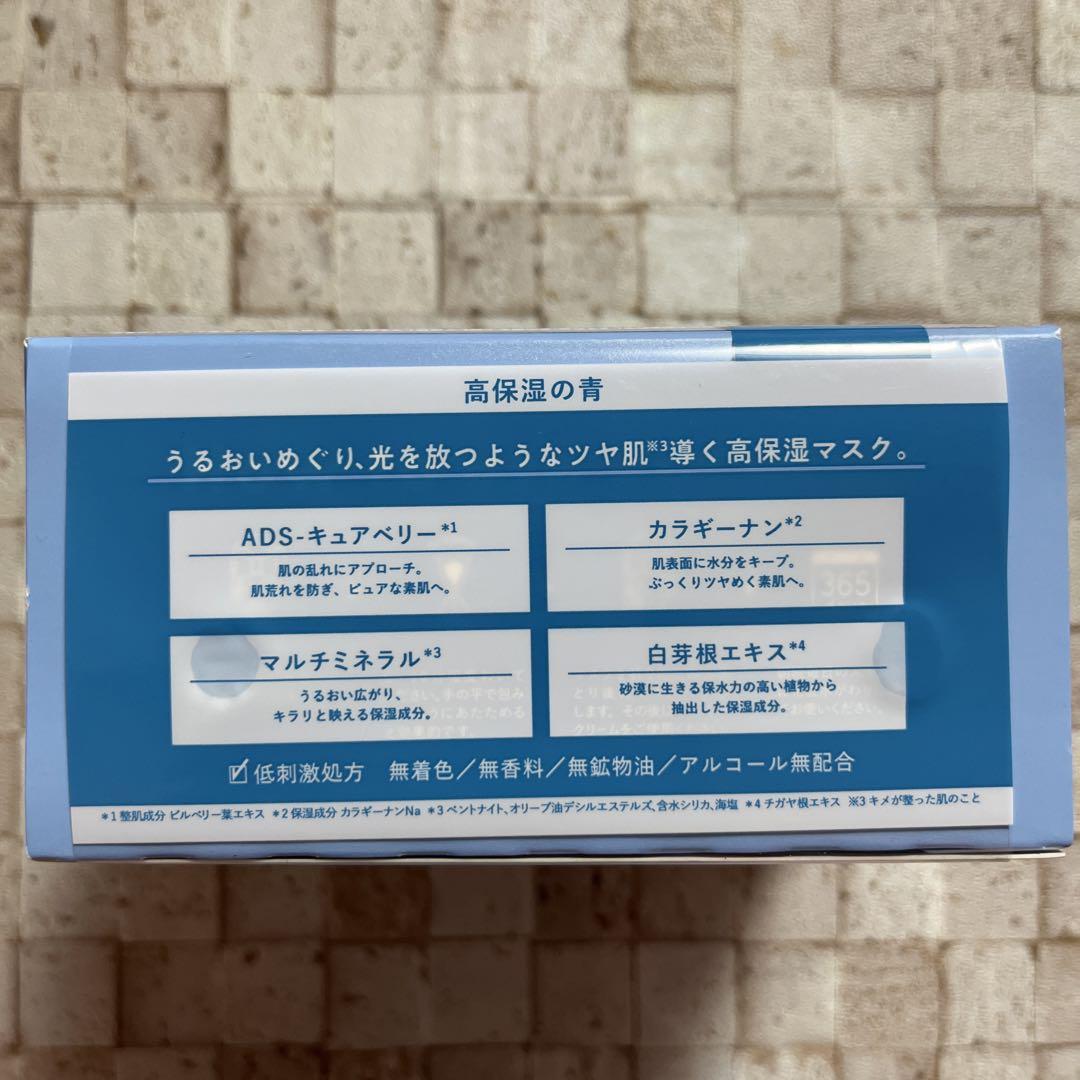 高保湿の青
うるおいめぐり、光を放つようなツヤ肌※3導く高保湿マスク。
ADS-キュアベリー*1
肌の乱れにアプローチ。
肌荒れを防ぎ、ピュアな素肌へ。
カラギーナン*2
肌表面に水分をキープ。
ぷっくりツヤめく素肌へ。
365
マルチミネラル*3
うるおい広がり、
キラリと映える保湿成分。
白芽根エキス*4
砂漠に生きる保水力の高い植物から
抽出した保湿成分。
低刺激処方 無着色/無香料/無鉱物油/アルコール無配合
*1 整肌成分 ビルベリー葉エキス *2 保湿成分 カラギーナンNa *3 ベントナイト、オリーブ油デシルエステルズ、含水シリカ、海塩 *4 チガヤ根エキス ※3 キメが整った肌のこと